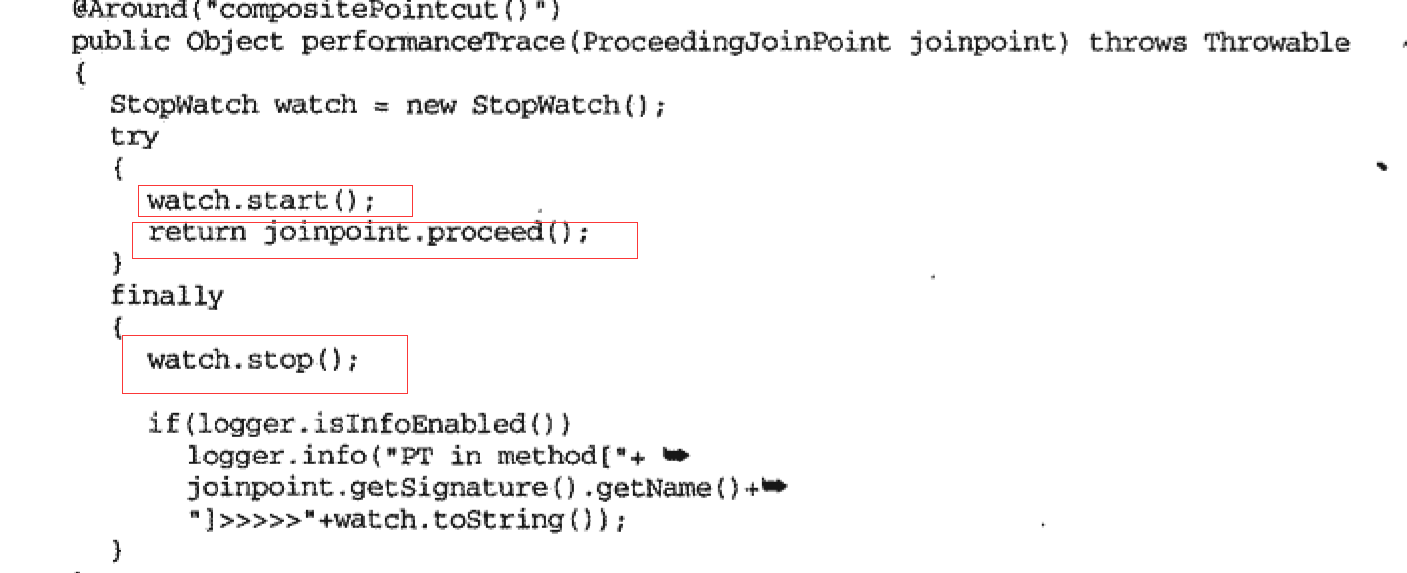 @Around("compositePointcut()")
public Object performanceTrace(ProceedingJoinPoint joinpoint) throws Throwable
{
StopWatch watch = new StopWatch();
try
{
watch.start();
return joinpoint.proceed();
}
finally
{
watch.stop();
if(logger.isInfoEnabled())
logger.info("PT in method["+ ➥
joinpoint.getSignature().getName()+➥
"]>>>>>"+watch.toString());
}